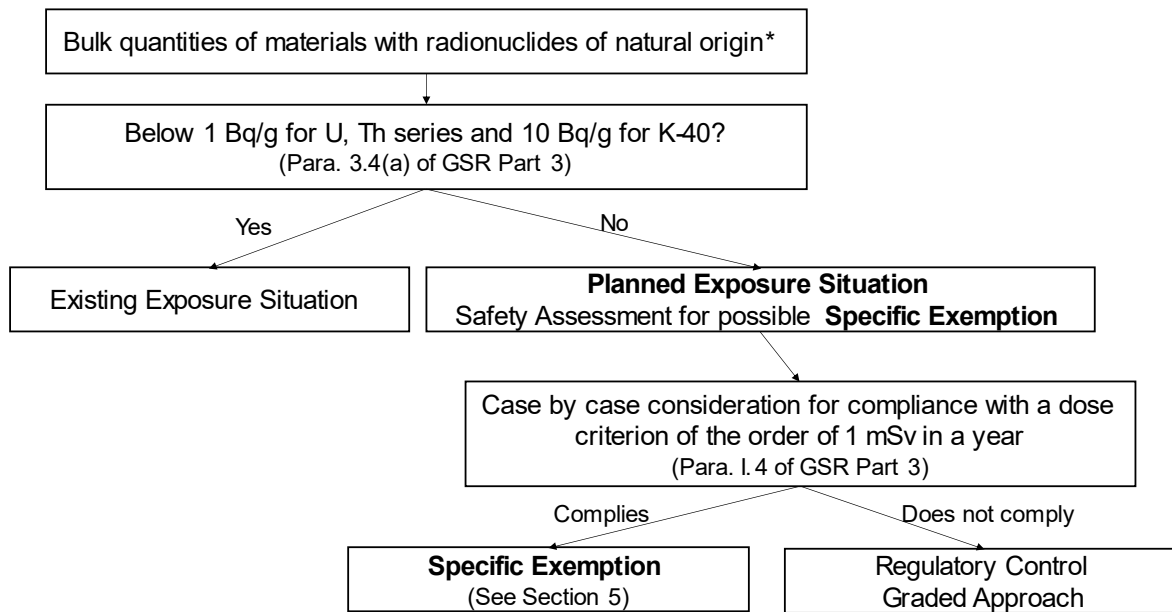 Bulk quantities of materials with radionuclides of natural origin*
Below 1 Bq/g for U, Th series and 10 Bq/g for K-40?
(Para. 3.4(a) of GSR Part 3)
Yes
No
Existing Exposure Situation
Planned Exposure Situation
Safety Assessment for possible Specific Exemption
Case by case consideration for compliance with a dose
criterion of the order of 1 mSv in a year
(Para. I.4 of GSR Part 3)
Complies
Does not comply
Specific Exemption
(See Section 5)
Regulatory Control
Graded Approach